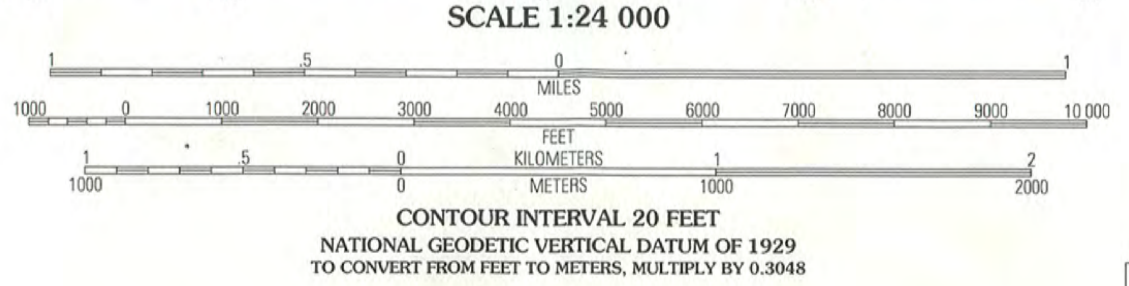 SCALE 1:24 000
1 .5 0 1
MILES
1000 0 1000 2000 3000 4000 5000 6000 7000 8000 9000 10 000
FEET
1 .5 0 KILOMETERS 1 2
1000 0 METERS 1000 2000
CONTOUR INTERVAL 20 FEET
NATIONAL GEODETIC VERTICAL DATUM OF 1929
TO CONVERT FROM FEET TO METERS, MULTIPLY BY 0.3048